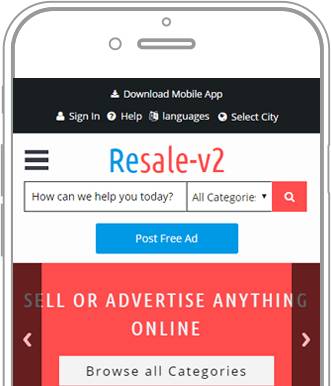 Download Mobile App
Sign In Help languages Select City
Resale-v2
How can we help you today? All Categories
Post Free Ad
SELL OR ADVERTISE ANYTHING
ONLINE
Browse all Categories